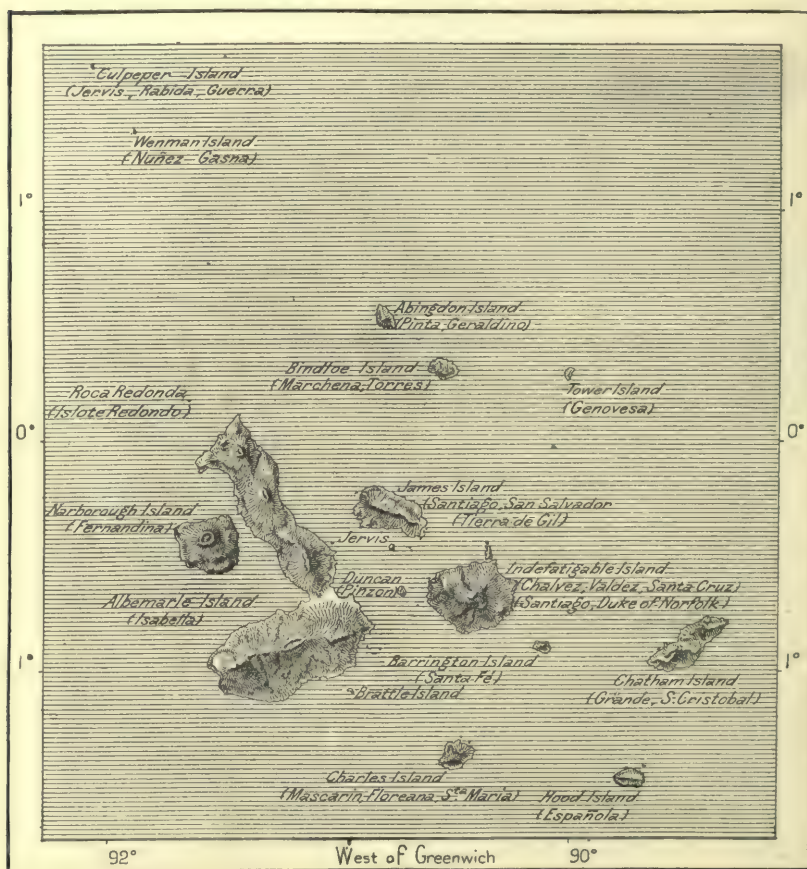 Culpeper Island
(Jervis, Rabida, Guerra)
Wenman Island
(Nuñez Gasna)
1°
1°
Abingdon Island
(Pinta, Geraldino)
Bindloe Island
(Marchena, Torres)
Tower Island
(Genovesa)
Roca Redonda
(Islote Redondo)
0°
0°
James Island
(Santiago, San Salvador
(Tierra de Gil)
Narborough Island
(Fernandina)
Jervis
Indefatigable Island
(Chalvez, Valdez, Santa Cruz)
(Santiago, Duke of Norfolk)
Duncan
(Pinzon)
Albemarle Island
(Isabella)
Barrington Island
(Santa Fé)
Brattle Island
1°
1°
Chatham Island
(Grande, S. Cristobal)
Charles Island
(Mascarin, Floreana, Sta Maria)
Hood Island
(Española)
92°
West of Greenwich
90°